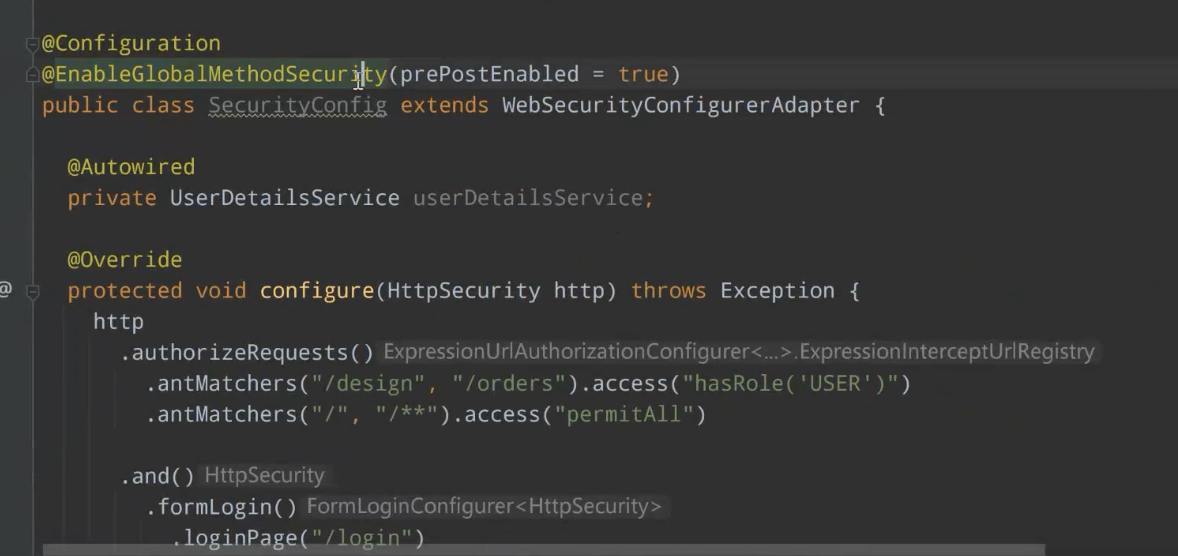 @Configuration
@EnableGlobalMethodSecurity(prePostEnabled = true)
public class SecurityConfig extends WebSecurityConfigurerAdapter {
@Autowired
private UserDetailsService userDetailsService;
@Override
@ protected void configure(HttpSecurity http) throws Exception {
http
.authorizeRequests() ExpressionUrlAuthorizationConfigurer<...>.ExpressionInterceptUrlRegistry
.antMatchers("/design", "/orders").access("hasRole('USER')")
.antMatchers("/", "/**").access("permitAll")
.and() HttpSecurity
.formLogin() FormLoginConfigurer<HttpSecurity>
.loginPage("/login")